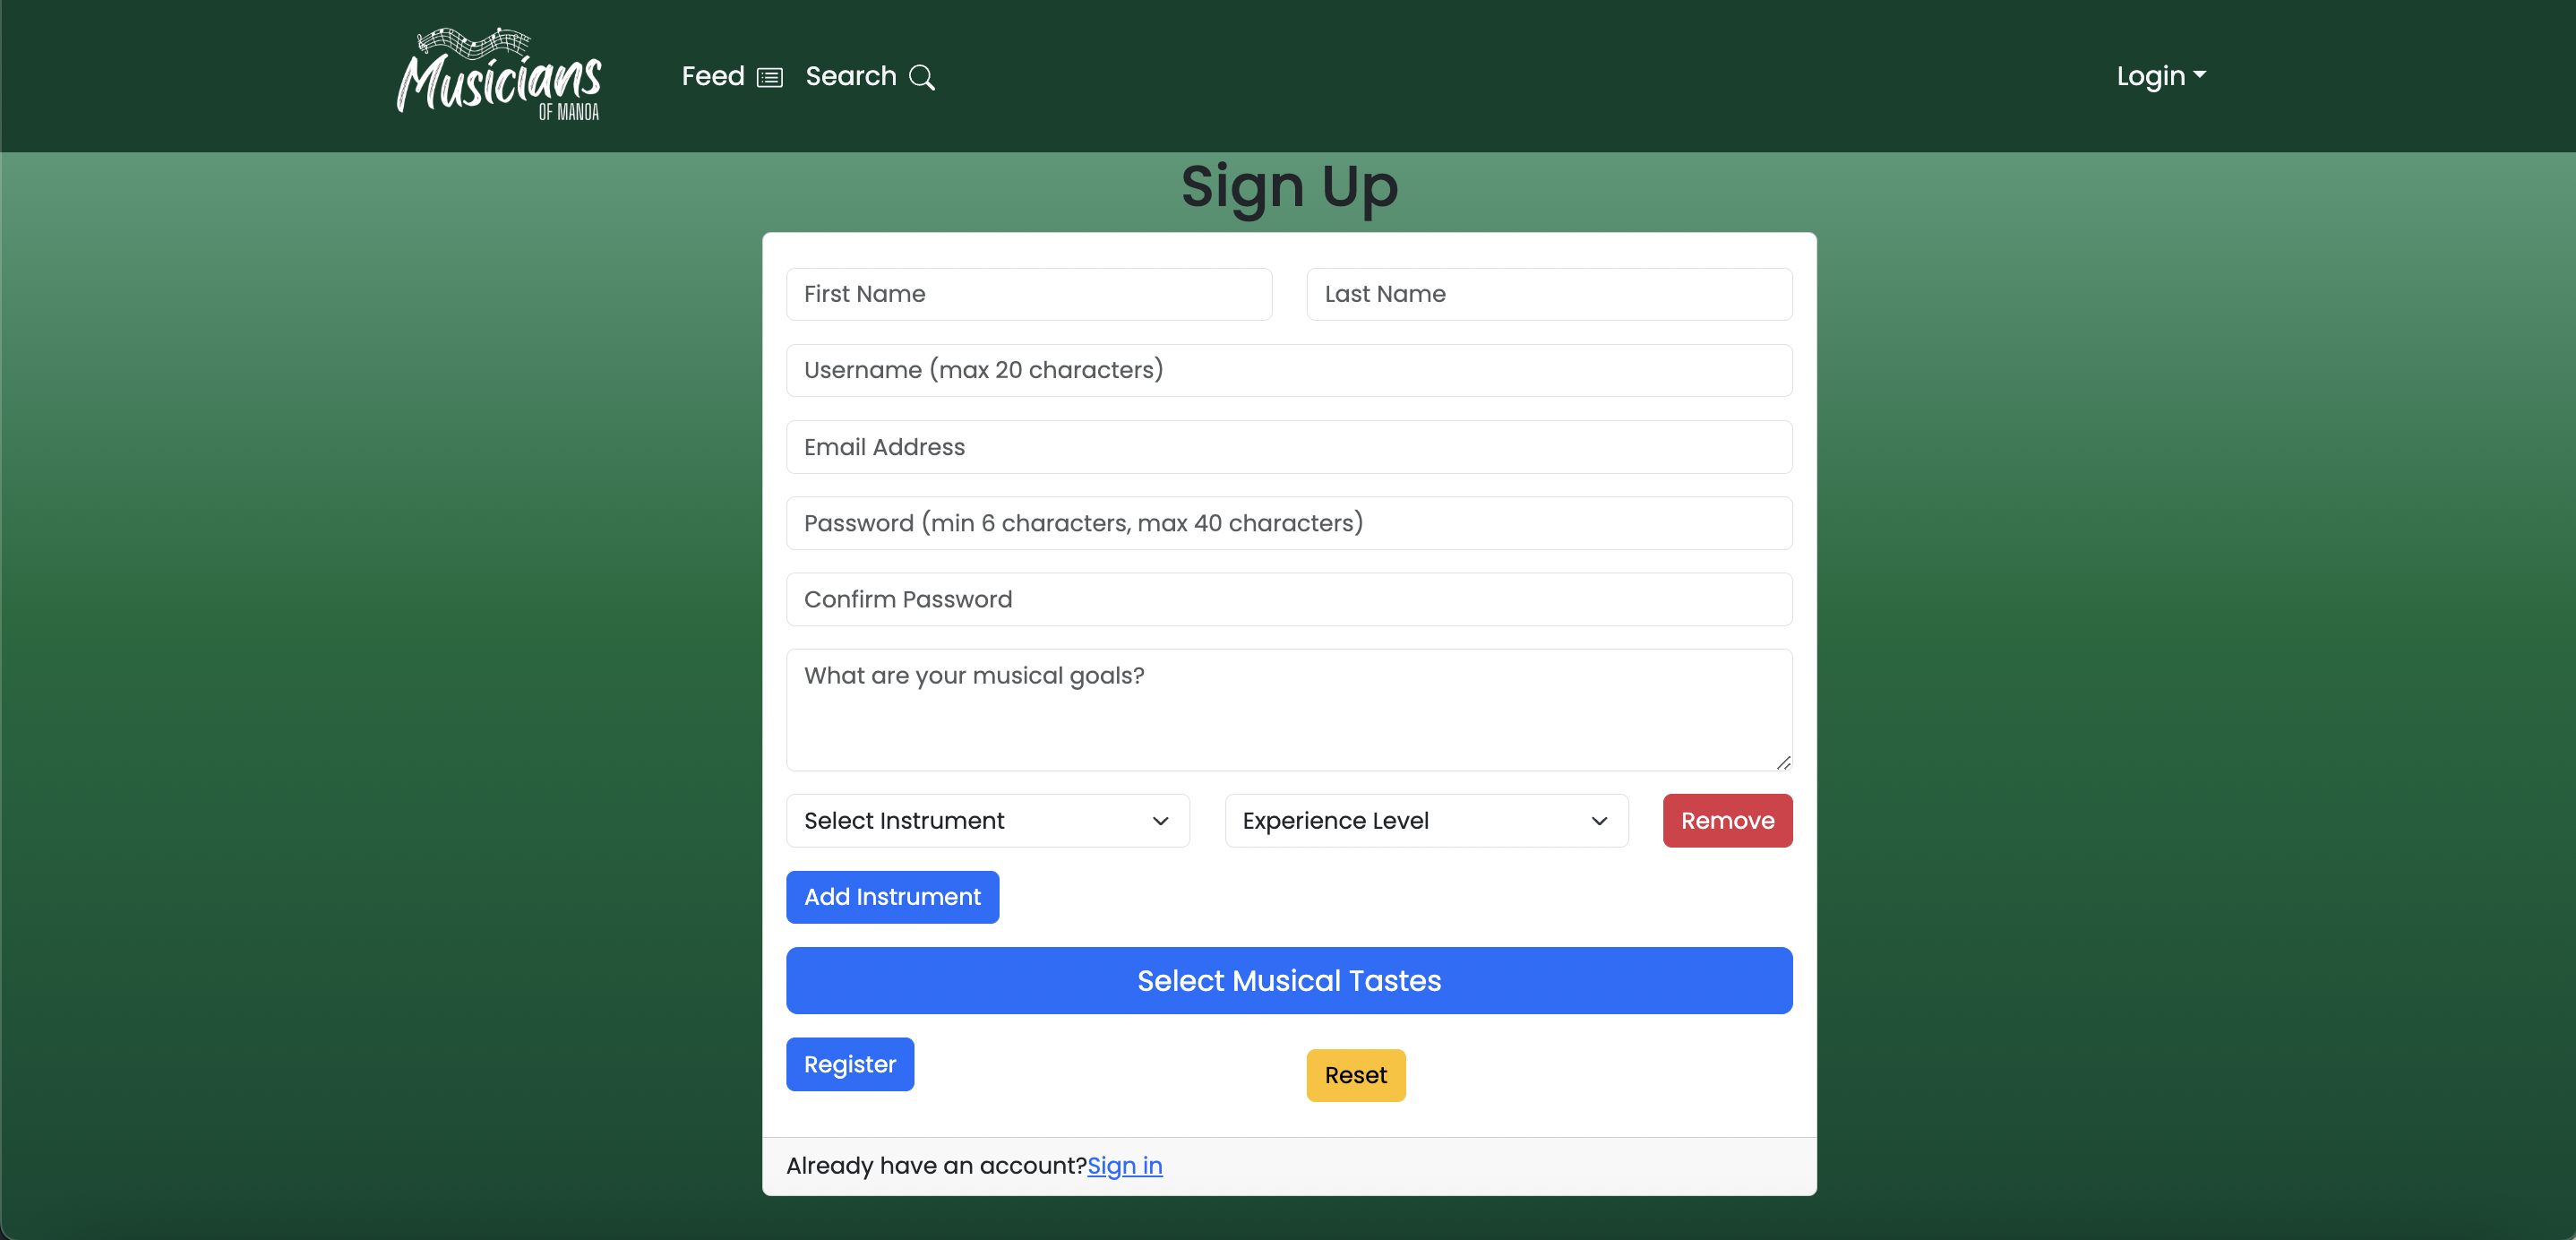 Musicians
OF MANOA
Feed Search
Login
Sign Up
First Name Last Name
Username (max 20 characters)
Email Address
Password (min 6 characters, max 40 characters)
Confirm Password
What are your musical goals?
Select Instrument Experience Level Remove
Add Instrument
Select Musical Tastes
Register Reset
Already have an account?Sign in